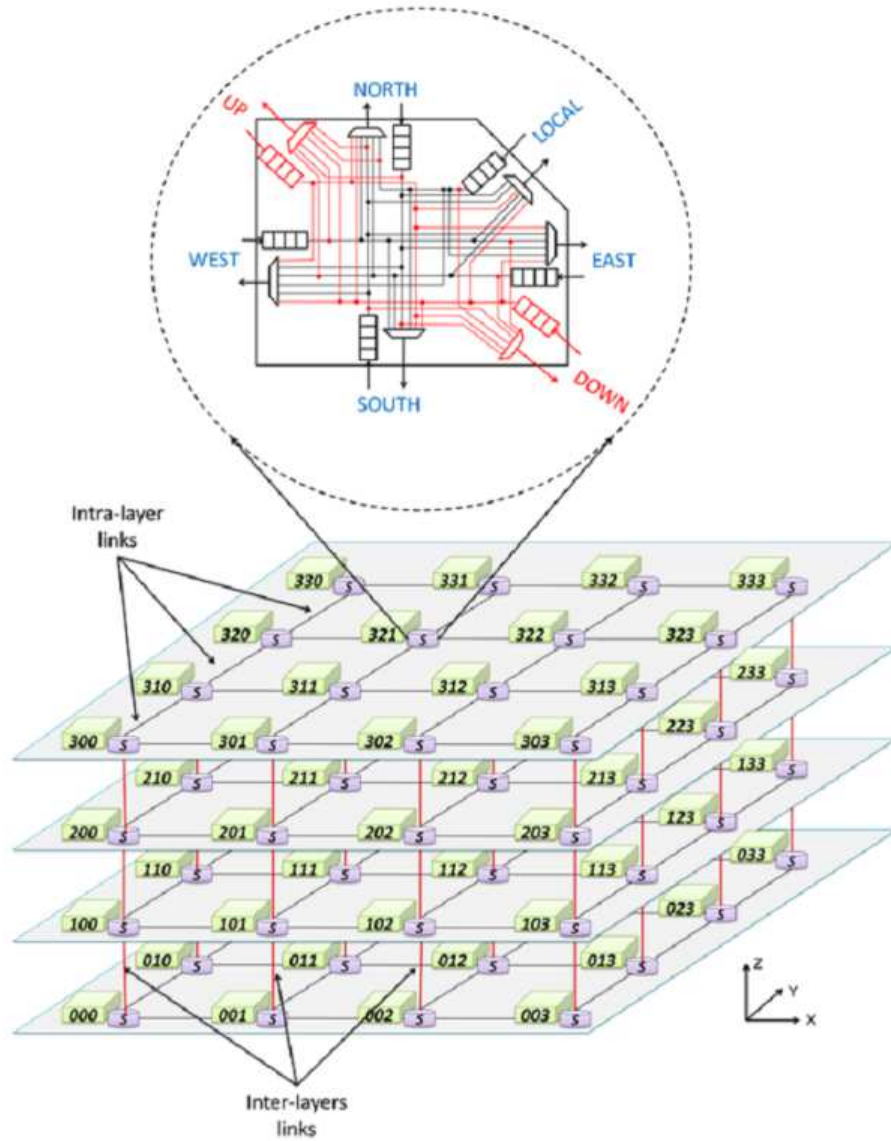 NORTH
UP
LOCAL
WEST
EAST
SOUTH
DOWN
Intra-layer
links
330 S 331 S 332 S 333 S
320 S 321 S 322 S 323 S
310 S 311 S 312 S 313 S
233
300 S 301 S 302 S 303 S
223
210 211 212 213
133
200 S 201 S 202 S 203 S
123
110 S 111 S 112 S 113
033
100 S 101 S 102 S 103 S
023
010 S 011 S 012 S 013
000 S 001 S 002 S 003 S
Z
Y
X
Inter-layers
links